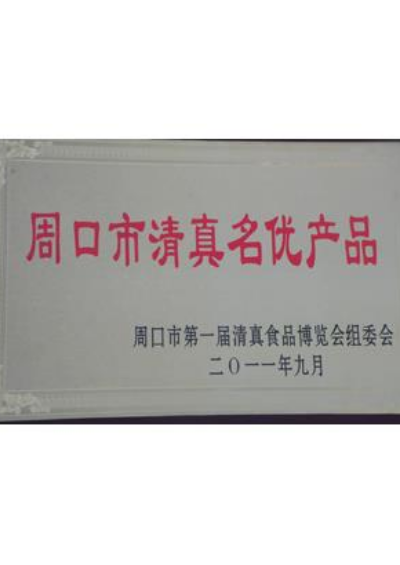 周口市清真名优产品
周口市第一届清真食品博览会组委会
二〇一一年九月